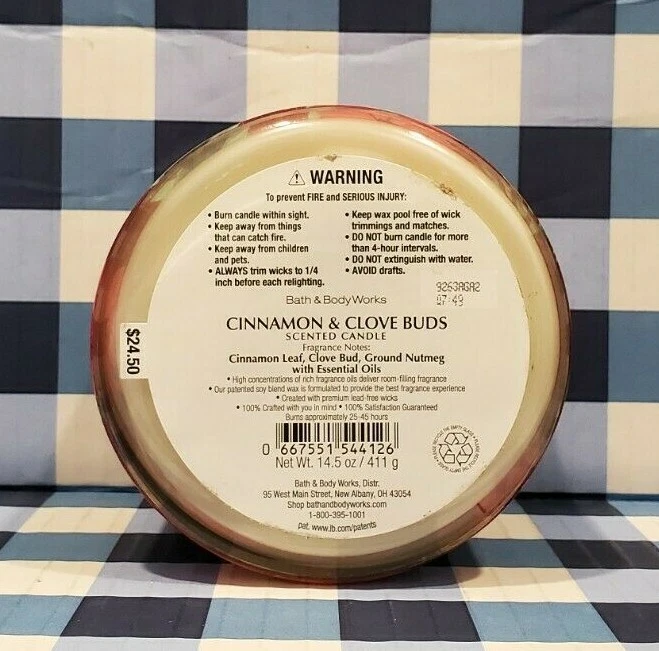 ⚠ WARNING
To prevent FIRE and SERIOUS INJURY:
• Burn candle within sight.
• Keep away from things
that can catch fire.
• Keep away from children
and pets.
• ALWAYS trim wicks to 1/4
inch before each relighting.
• Keep wax pool free of wick
trimmings and matches.
• DO NOT burn candle for more
than 4-hour intervals.
• DO NOT extinguish with water.
• AVOID drafts.
07:49
Bath & Body Works
CINNAMON & CLOVE BUDS
SCENTED CANDLE
Fragrance Notes:
Cinnamon Leaf, Clove Bud, Ground Nutmeg
with Essential Oils
• High concentrations of rich fragrance oils deliver room-filling fragrance
• Our patented soy blend wax is formulated to provide the best fragrance experience
• Created with premium lead-free wicks
• 100% Crafted with you in mind • 100% Satisfaction Guaranteed
Burns approximately 25-45 hours
0 667551 544126
Net Wt. 14.5 oz / 411 g
Bath & Body Works, Distr.
95 West Main Street, New Albany, OH 43054
Shop bathandbodyworks.com
1-800-395-1001
pat. www.lb.com/patents
$24.50